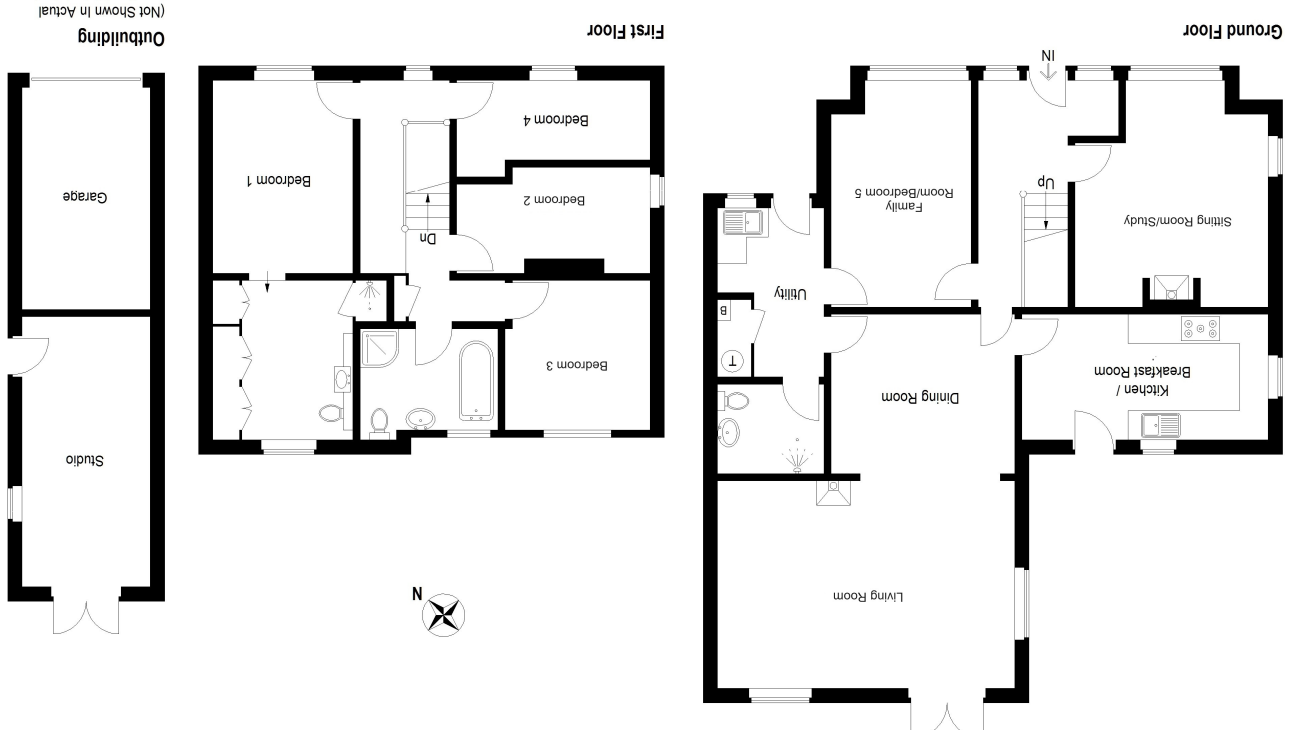 Ground Floor
IN
Sitting Room/Study
Up
Family
Room/Bedroom 5
Utility
B
T
Kitchen /
Breakfast Room
Dining Room
Living Room
First Floor
Bedroom 4
Bedroom 2
Dn
Bedroom 1
Bedroom 3
N
Outbuilding
(Not Shown In Actual
Garage
Studio